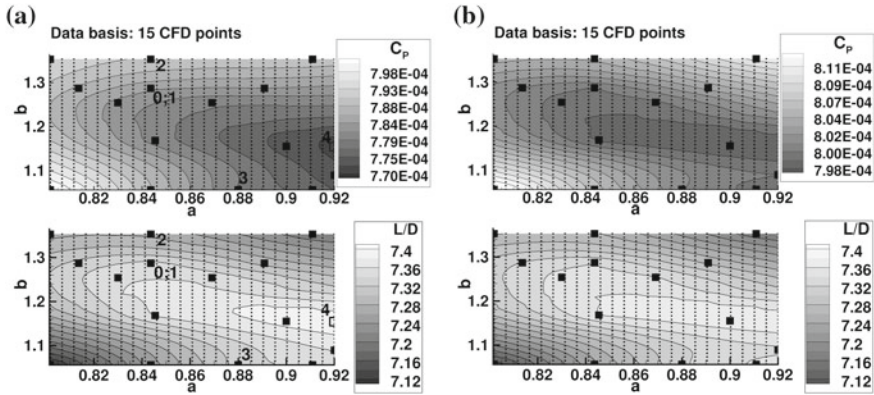 (a)
Data basis: 15 CFD points
C_P
7.98E-04
7.93E-04
7.88E-04
7.84E-04
7.79E-04
7.75E-04
7.70E-04
b
1.3
1.2
1.1
2
0;1
4
3
0.82 0.84 0.86 0.88 0.9 0.92
a
L/D
7.4
7.36
7.32
7.28
7.24
7.2
7.16
7.12
b
1.3
1.2
1.1
2
0;1
4
3
0.82 0.84 0.86 0.88 0.9 0.92
a
(b)
Data basis: 15 CFD points
C_P
8.11E-04
8.09E-04
8.07E-04
8.04E-04
8.02E-04
8.00E-04
7.98E-04
b
1.3
1.2
1.1
0.82 0.84 0.86 0.88 0.9 0.92
a
L/D
7.4
7.36
7.32
7.28
7.24
7.2
7.16
7.12
b
1.3
1.2
1.1
0.82 0.84 0.86 0.88 0.9 0.92
a